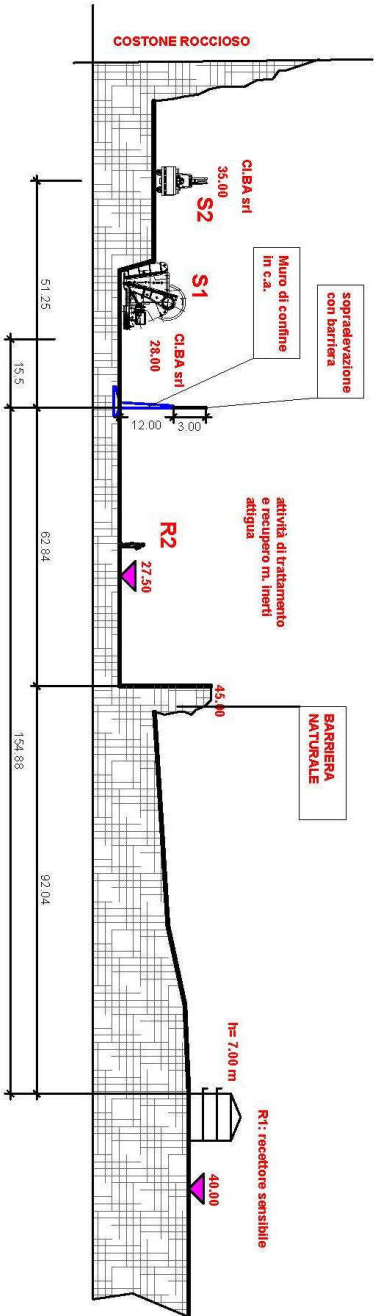 COSTONE ROCCIOSO
CI.BA srl
35.00
S2
S1
CI.BA srl
28.00
Muro di confine
in c.a.
sopraelevazione
con barriera
12.00
3.00
attività di trattamento
e recupero m. inerti
attigua
R2
27.50
45.00
BARRIERA
NATURALE
h= 7.00 m
R1: recettore sensibile
40.00
51.25
15.5
62.84
92.04
154.88